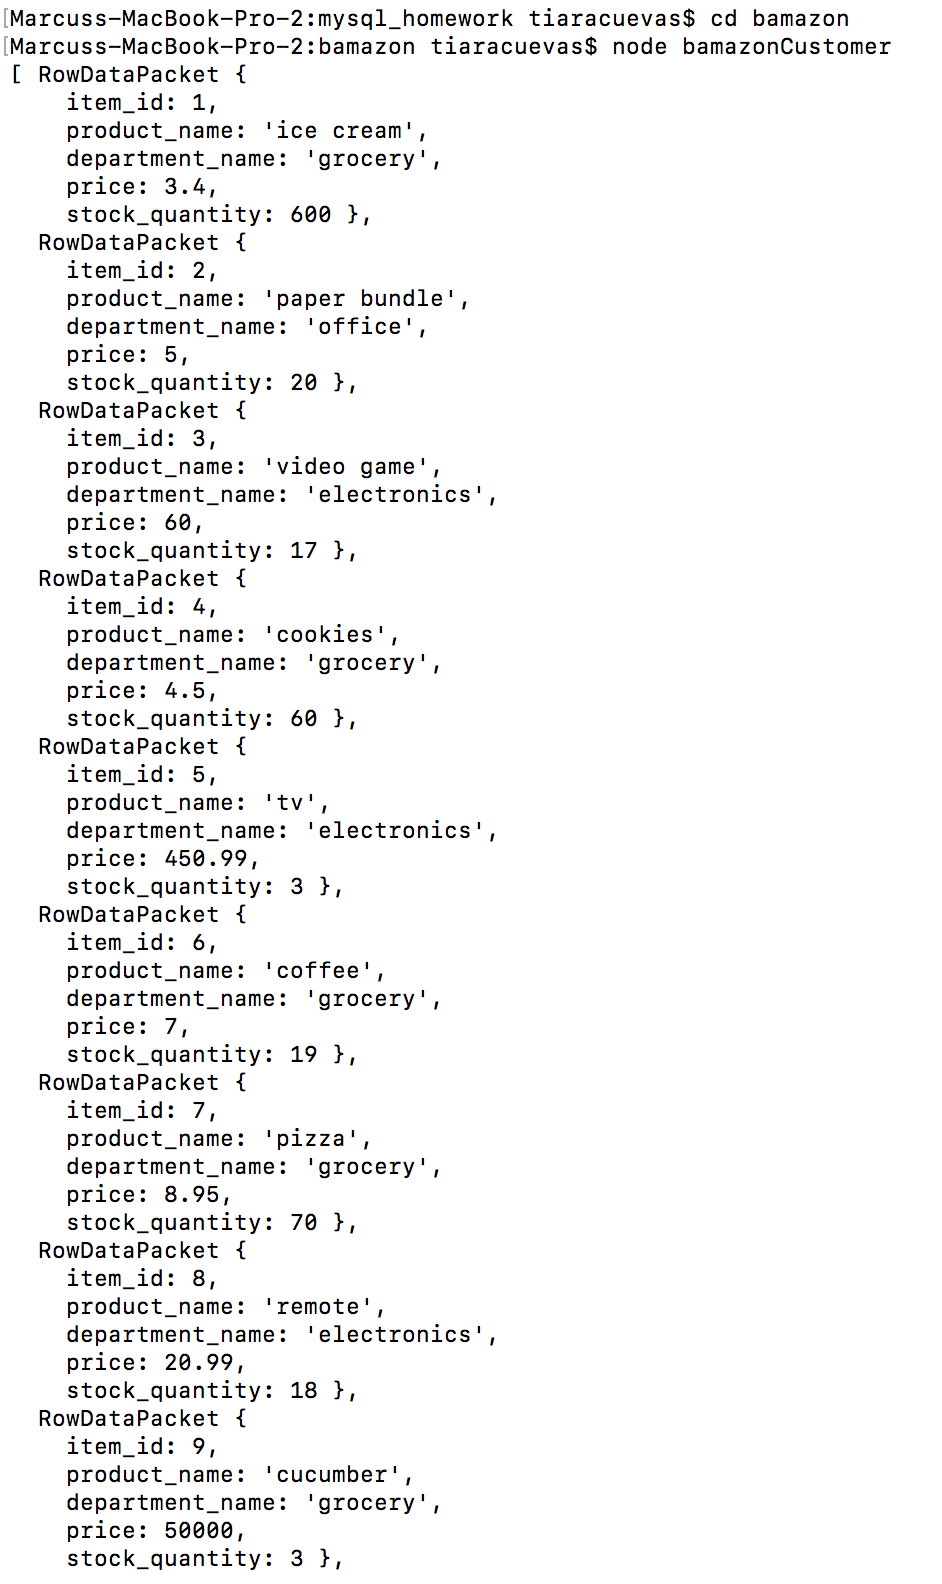 [Marcuss-MacBook-Pro-2:mysql_homework tiaracuevas$ cd bamazon
[Marcuss-MacBook-Pro-2:bamazon tiaracuevas$ node bamazonCustomer
[ RowDataPacket {
    item_id: 1,
    product_name: 'ice cream',
    department_name: 'grocery',
    price: 3.4,
    stock_quantity: 600 },
  RowDataPacket {
    item_id: 2,
    product_name: 'paper bundle',
    department_name: 'office',
    price: 5,
    stock_quantity: 20 },
  RowDataPacket {
    item_id: 3,
    product_name: 'video game',
    department_name: 'electronics',
    price: 60,
    stock_quantity: 17 },
  RowDataPacket {
    item_id: 4,
    product_name: 'cookies',
    department_name: 'grocery',
    price: 4.5,
    stock_quantity: 60 },
  RowDataPacket {
    item_id: 5,
    product_name: 'tv',
    department_name: 'electronics',
    price: 450.99,
    stock_quantity: 3 },
  RowDataPacket {
    item_id: 6,
    product_name: 'coffee',
    department_name: 'grocery',
    price: 7,
    stock_quantity: 19 },
  RowDataPacket {
    item_id: 7,
    product_name: 'pizza',
    department_name: 'grocery',
    price: 8.95,
    stock_quantity: 70 },
  RowDataPacket {
    item_id: 8,
    product_name: 'remote',
    department_name: 'electronics',
    price: 20.99,
    stock_quantity: 18 },
  RowDataPacket {
    item_id: 9,
    product_name: 'cucumber',
    department_name: 'grocery',
    price: 50000,
    stock_quantity: 3 },